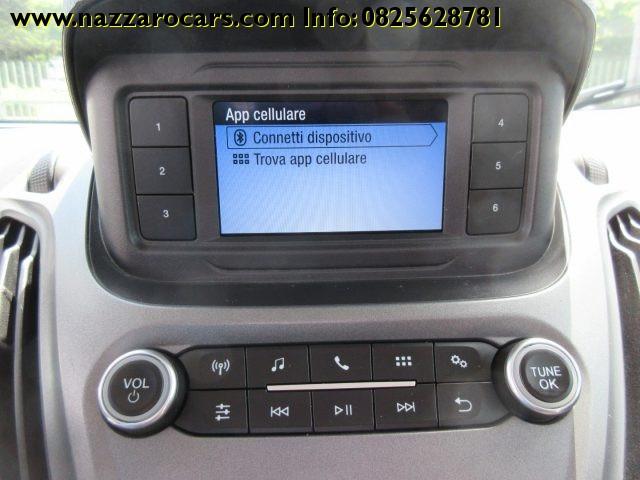 www.nazzarocars.com Info:0825628781
App cellulare
Connetti dispositivo
Trova app cellulare
1
2
3
4
5
6
VOL
TUNE
OK